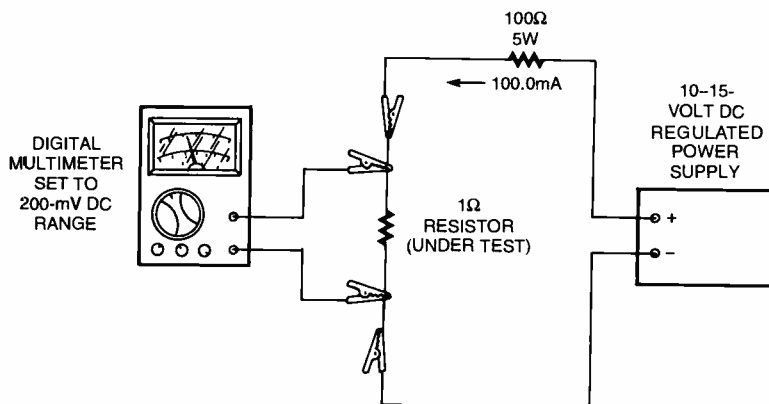 100Ω
5W
100.0mA
10–15-
VOLT DC
REGULATED
POWER
SUPPLY
DIGITAL
MULTIMETER
SET TO
200-mV DC
RANGE
1Ω
RESISTOR
(UNDER TEST)
+
−